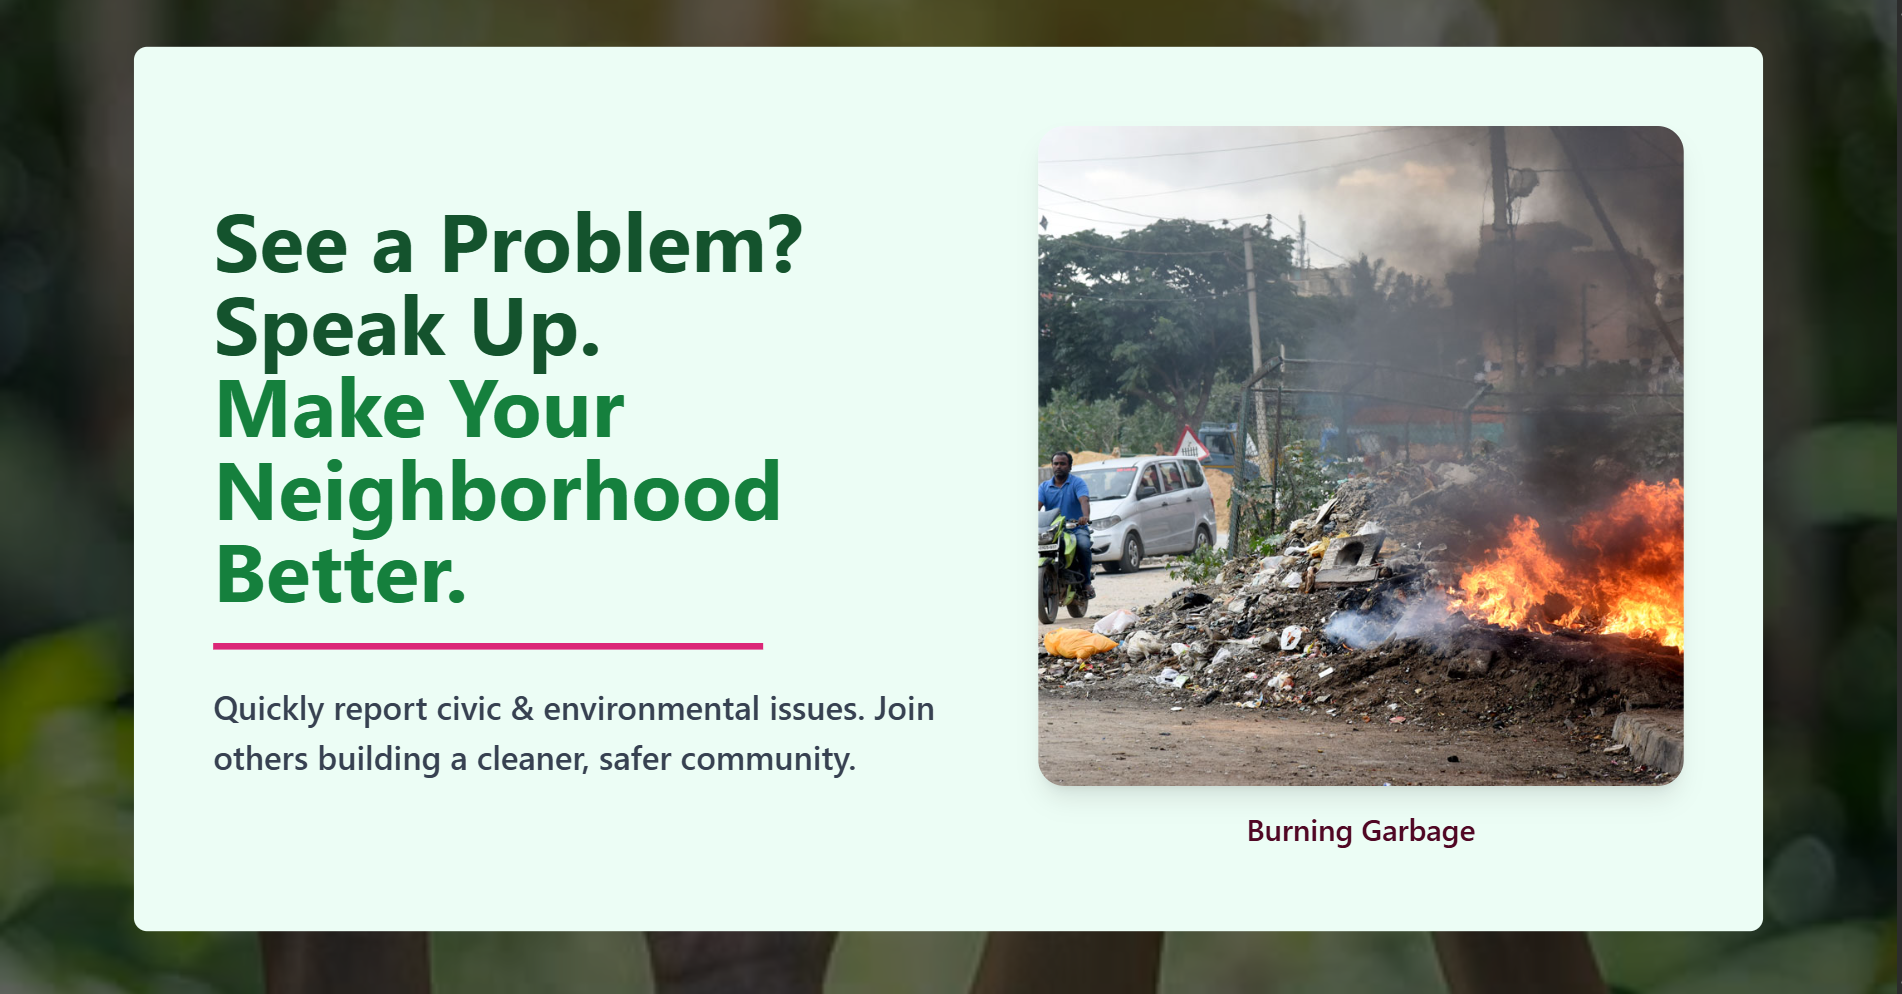 See a Problem?
Speak Up.
Make Your
Neighborhood
Better.
Quickly report civic & environmental issues. Join
others building a cleaner, safer community.
Burning Garbage